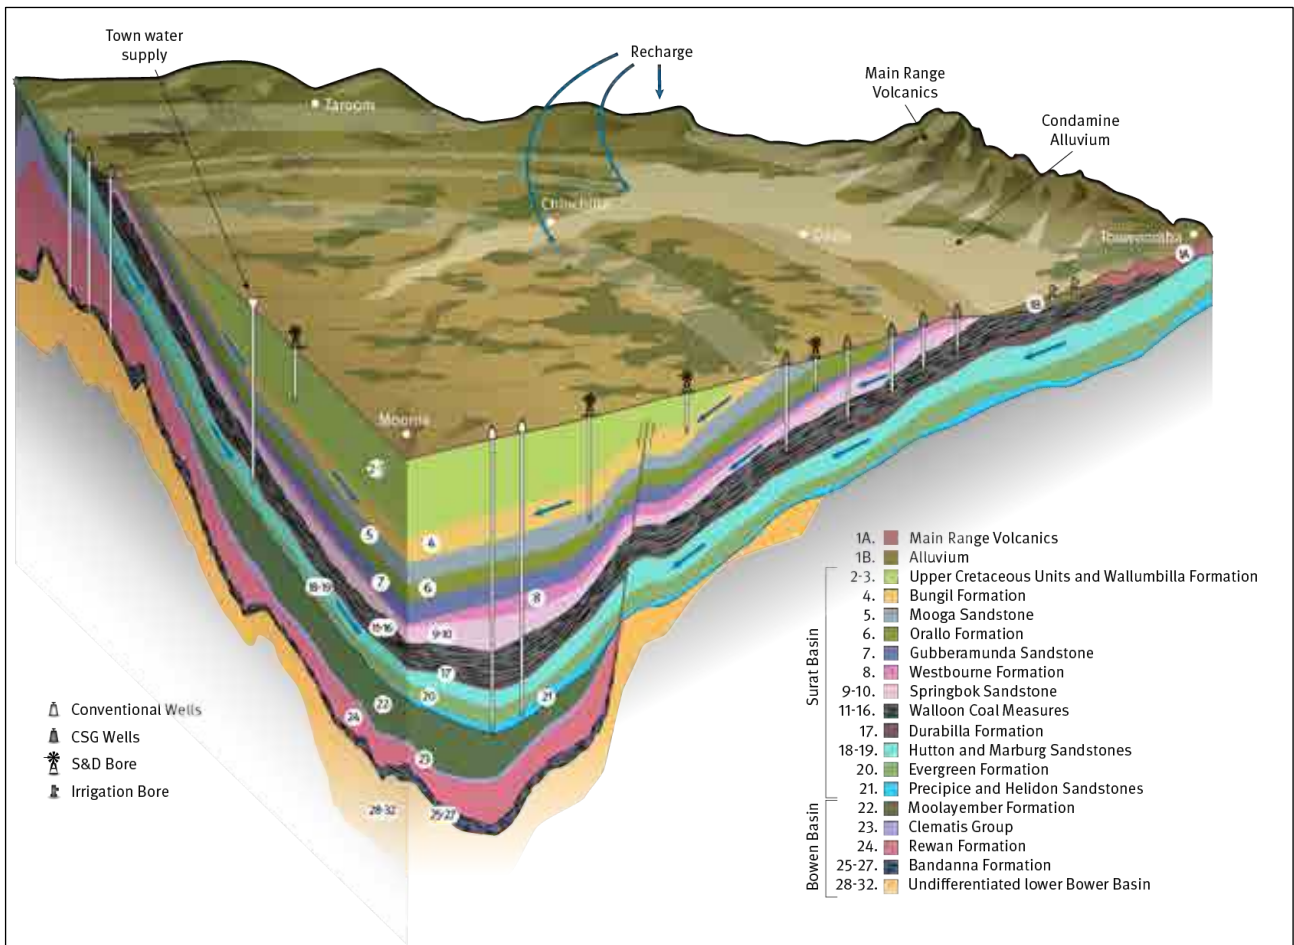 Town water
supply
Recharge
Main Range
Volcanics
Condamine
Alluvium
Taroom
Chinchilla
Dalby
Toowoomba
1A
1B
Moonie
2-3
5
4
7
6
18-19
8
11-16
9-10
17
20
21
22
24
23
28-32
25-27
Conventional Wells
CSG Wells
S&D Bore
Irrigation Bore
Surat Basin
Bowen Basin
1A. Main Range Volcanics
1B. Alluvium
2-3. Upper Cretaceous Units and Wallumbilla Formation
4. Bungil Formation
5. Mooga Sandstone
6. Orallo Formation
7. Gubberamunda Sandstone
8. Westbourne Formation
9-10. Springbok Sandstone
11-16. Walloon Coal Measures
17. Durabilla Formation
18-19. Hutton and Marburg Sandstones
20. Evergreen Formation
21. Precipice and Helidon Sandstones
22. Moolayember Formation
23. Clematis Group
24. Rewan Formation
25-27. Bandanna Formation
28-32. Undifferentiated lower Bower Basin